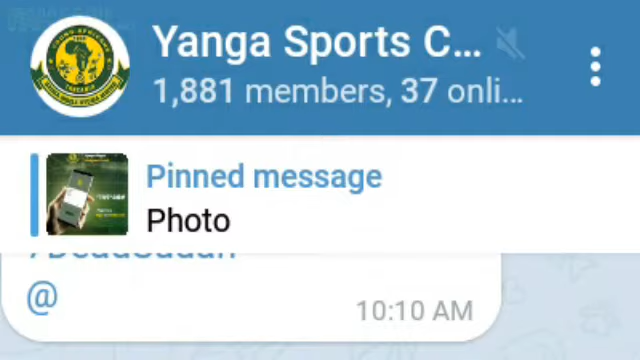 Yanga Sports C...
1,881 members, 37 onli...
Pinned message
Photo
@
10:10 AM